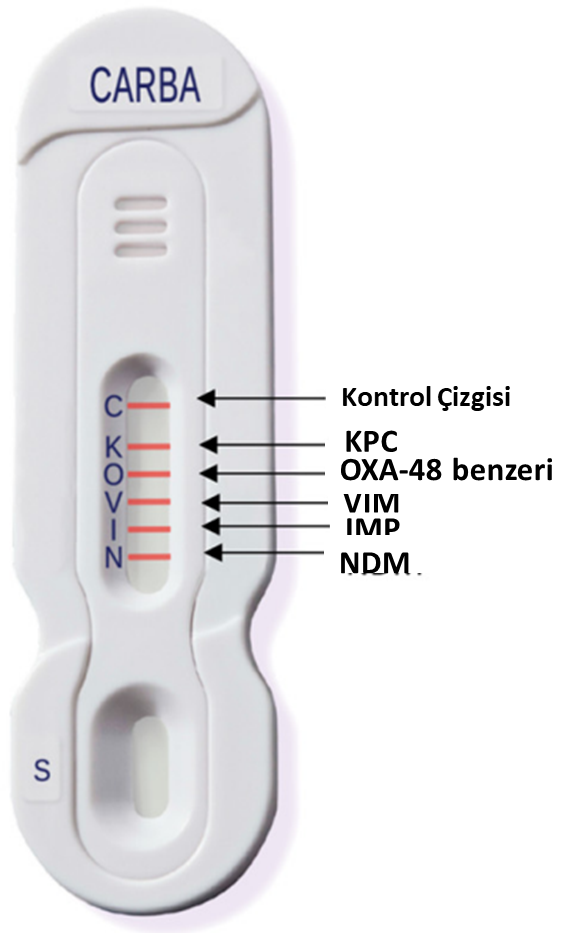 CARBA
C
Kontrol Çizgisi
K
KPC
O
OXA-48 benzeri
V
VIM
I
IMP
N
NDM
S